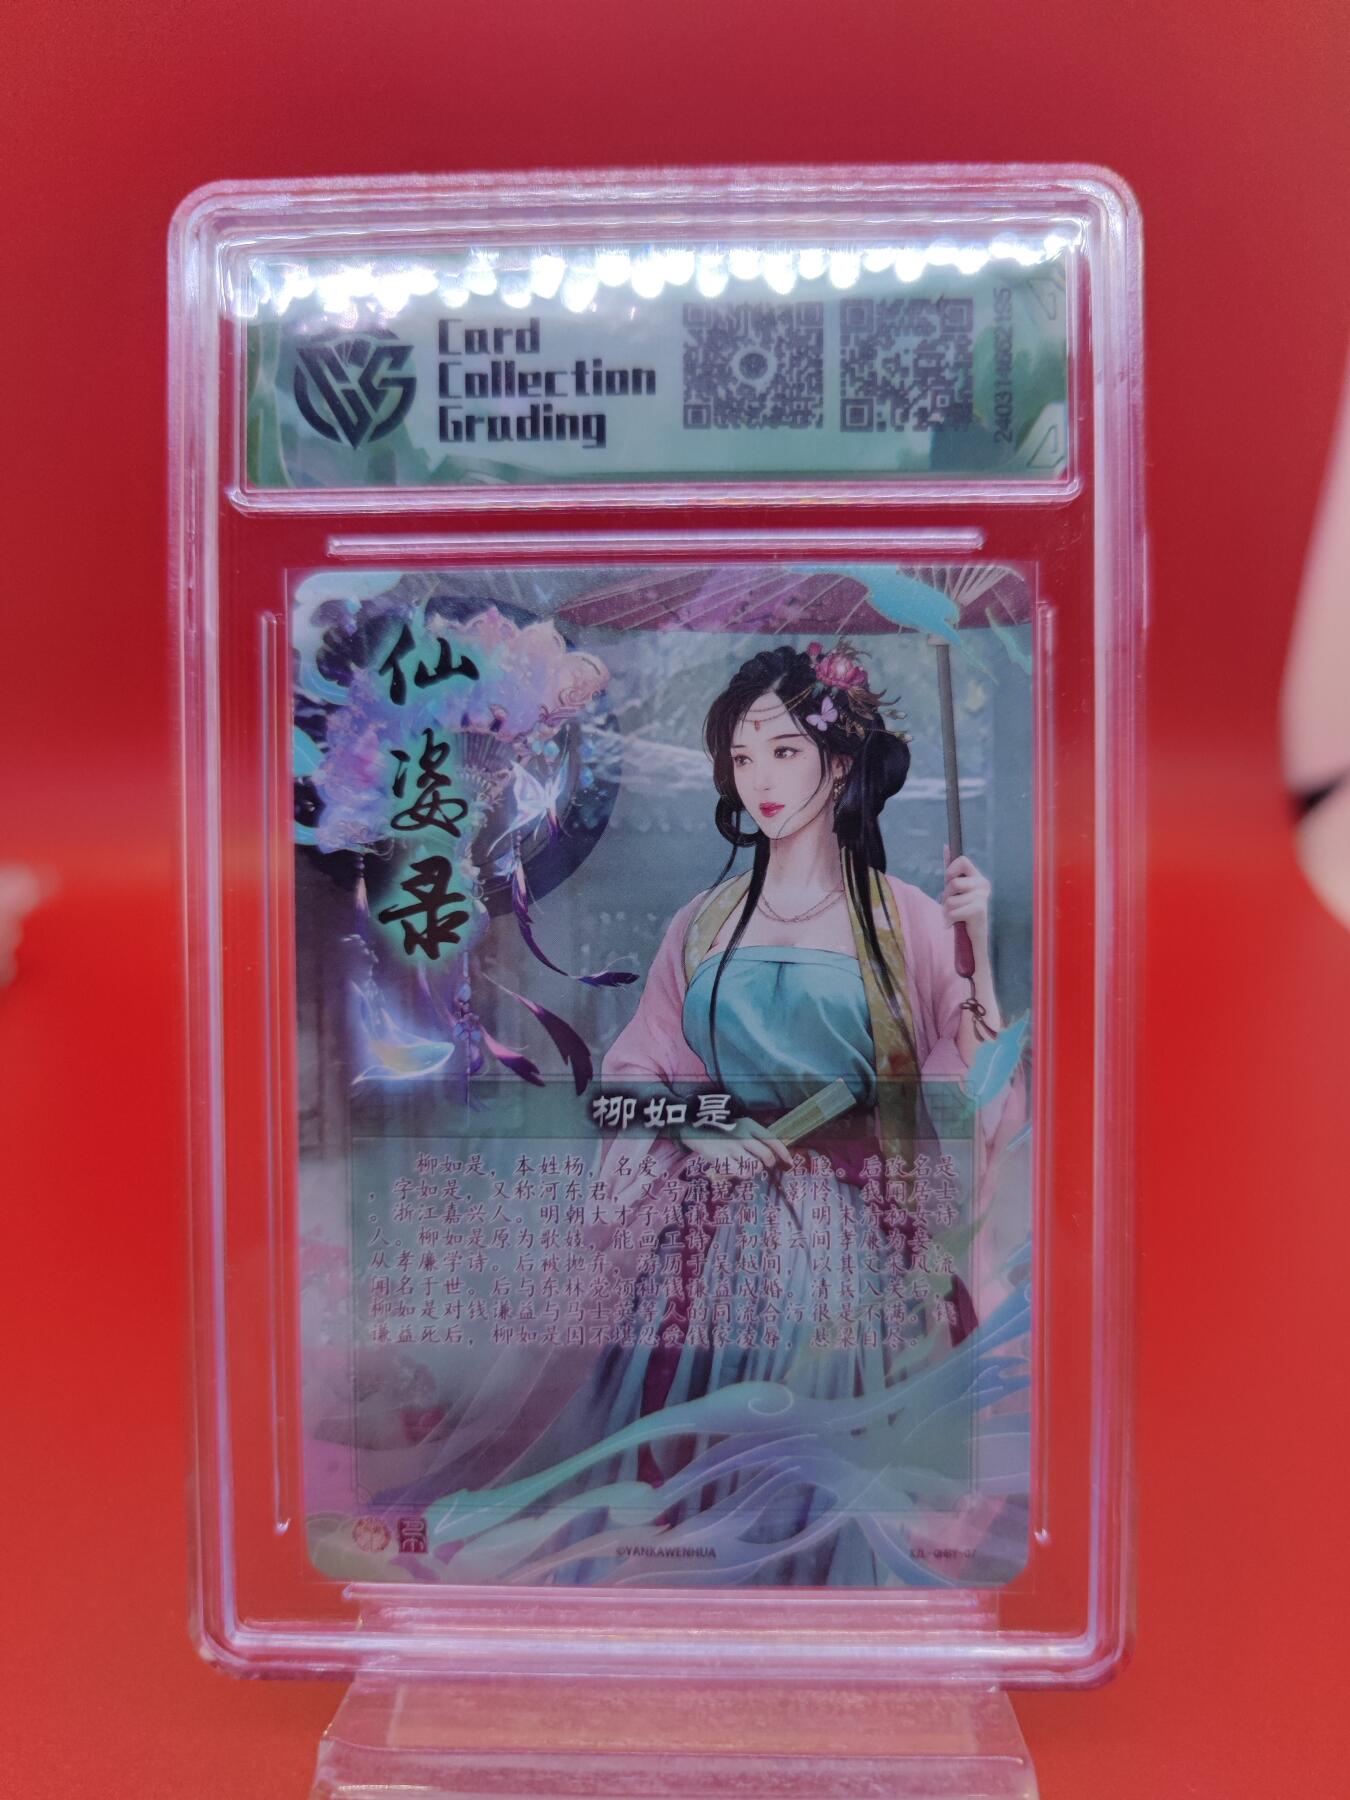 Card
Collection
Grading
240314662185
仙
姿
录
柳如是
柳如是，本姓杨，名爱，改姓柳，名隐。后改名是
，字如是，又称河东君，又号蘼芜君、影怜、我闻居士
。浙江嘉兴人。明朝大才子钱谦益侧室，明末清初女诗
人。柳如是原为歌妓，能画工诗。初嫁云间孝廉为妾，
从孝廉学诗。后被抛弃，游历于吴越间，以其文采风流
闻名于世。后与东林党领袖钱谦益成婚。清兵入关后，
柳如是对钱谦益与马士英等人的同流合污很是不满。钱
谦益死后，柳如是因不堪忍受钱家凌辱，悬梁自尽。
©YANKAWENHUA